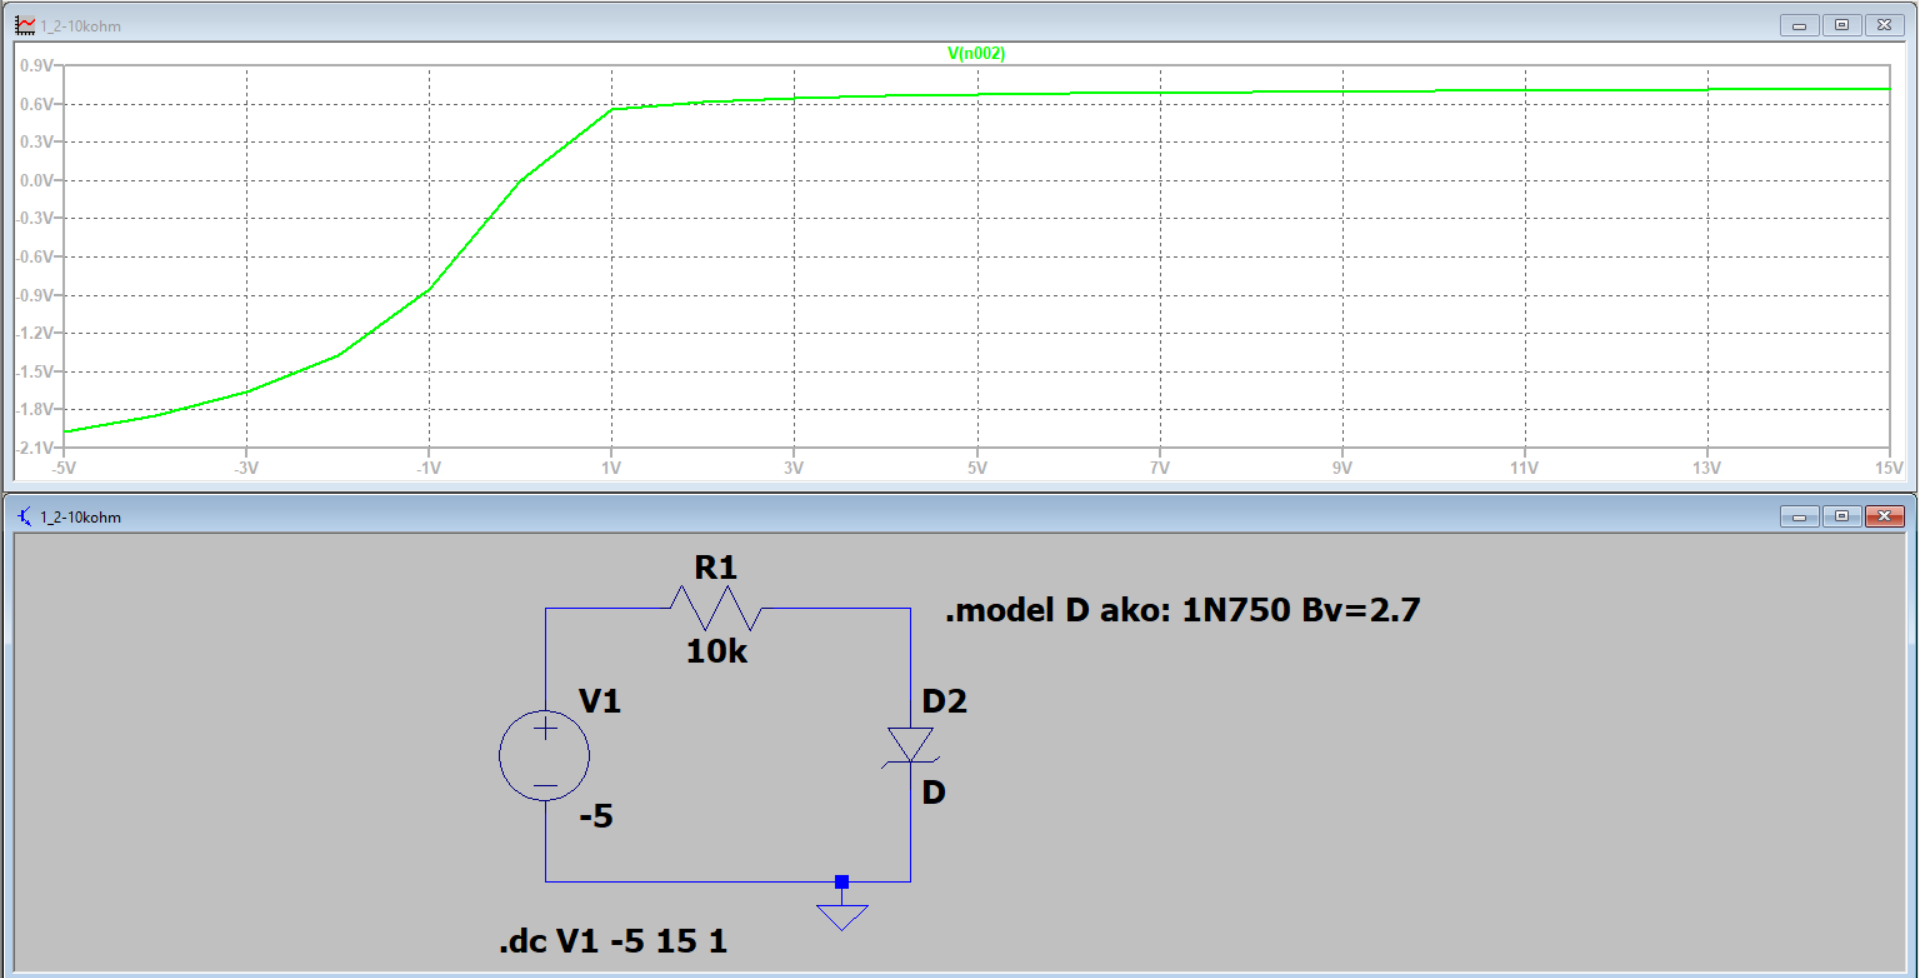 1_2-10kohm
V(n002)
0.9V
0.6V
0.3V
0.0V
-0.3V
-0.6V
-0.9V
-1.2V
-1.5V
-1.8V
-2.1V
-5V -3V -1V 1V 3V 5V 7V 9V 11V 13V 15V
1_2-10kohm
R1
.model D ako: 1N750 Bv=2.7
10k
V1
D2
D
-5
.dc V1 -5 15 1